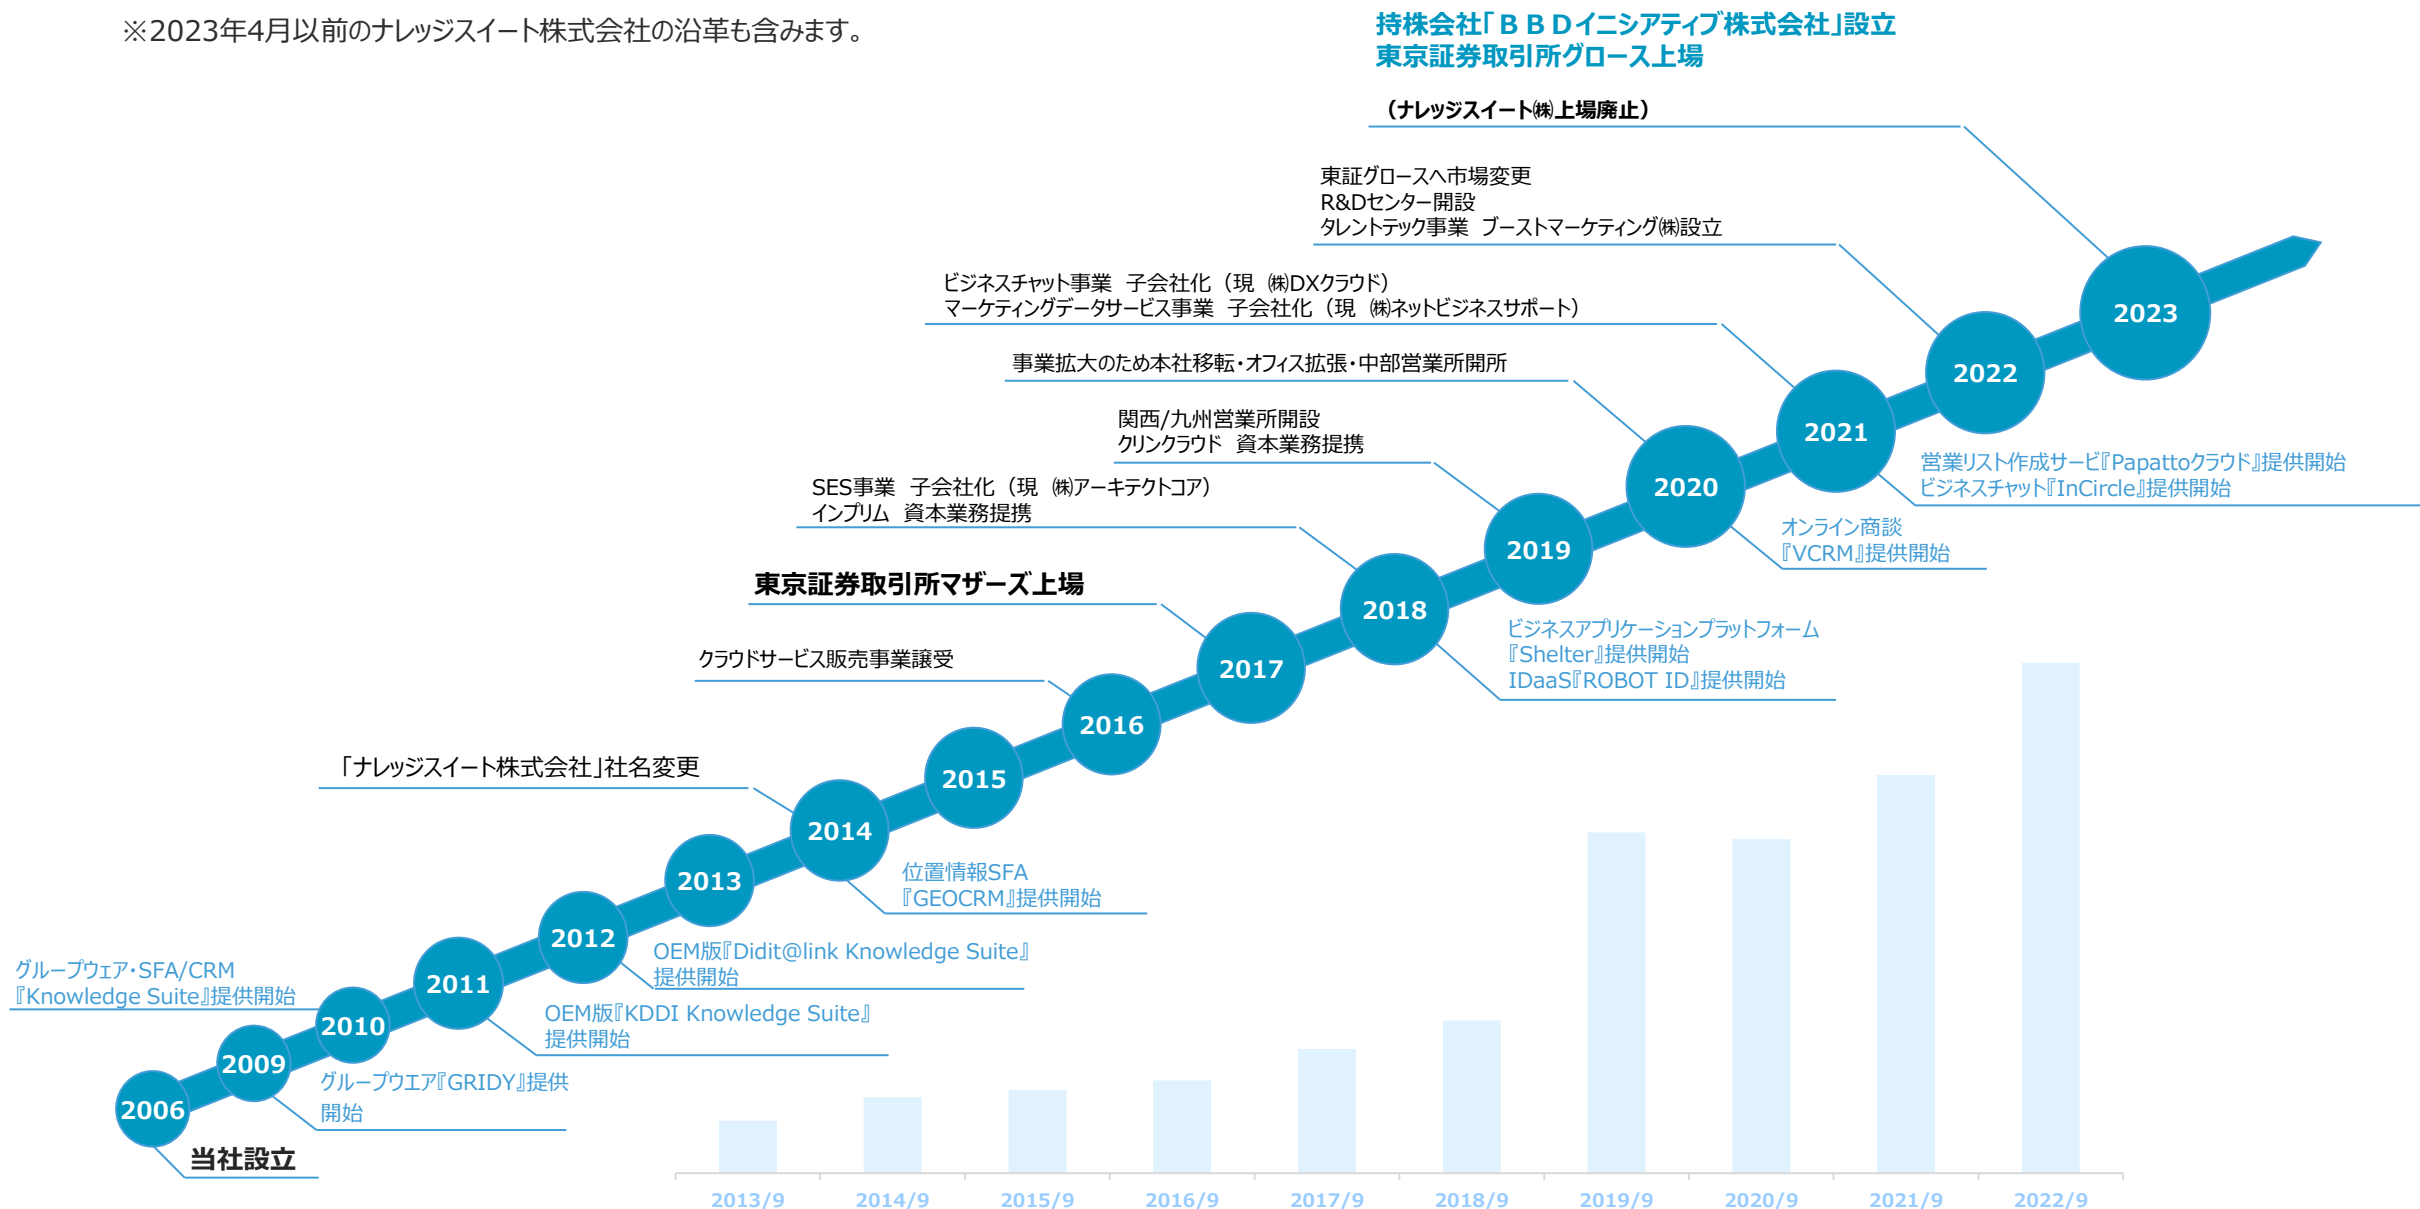 ※2023年4月以前のナレッジスイート株式会社の沿革も含みます。
持株会社「ＢＢＤイニシアティブ株式会社」設立
東京証券取引所グロース上場
（ナレッジスイート㈱上場廃止）
東証グロースへ市場変更
R&Dセンター開設
タレントテック事業　ブーストマーケティング㈱設立
ビジネスチャット事業　子会社化（現　㈱DXクラウド）
マーケティングデータサービス事業　子会社化（現　㈱ネットビジネスサポート）
事業拡大のため本社移転・オフィス拡張・中部営業所開所
関西/九州営業所開設
クリンクラウド　資本業務提携
SES事業　子会社化（現　㈱アーキテクトコア）
インプリム　資本業務提携
東京証券取引所マザーズ上場
クラウドサービス販売事業譲受
「ナレッジスイート株式会社」社名変更
グループウェア・SFA/CRM
『Knowledge Suite』提供開始
2006
2009
2010
2011
2012
2013
2014
2015
2016
2017
2018
2019
2020
2021
2022
2023
当社設立
グループウエア『GRIDY』提供
開始
OEM版『KDDI Knowledge Suite』
提供開始
OEM版『Didit@link Knowledge Suite』
提供開始
位置情報SFA
『GEOCRM』提供開始
ビジネスアプリケーションプラットフォーム
『Shelter』提供開始
IDaaS『ROBOT ID』提供開始
オンライン商談
『VCRM』提供開始
営業リスト作成サービ『Papattoクラウド』提供開始
ビジネスチャット『InCircle』提供開始
2013/9
2014/9
2015/9
2016/9
2017/9
2018/9
2019/9
2020/9
2021/9
2022/9